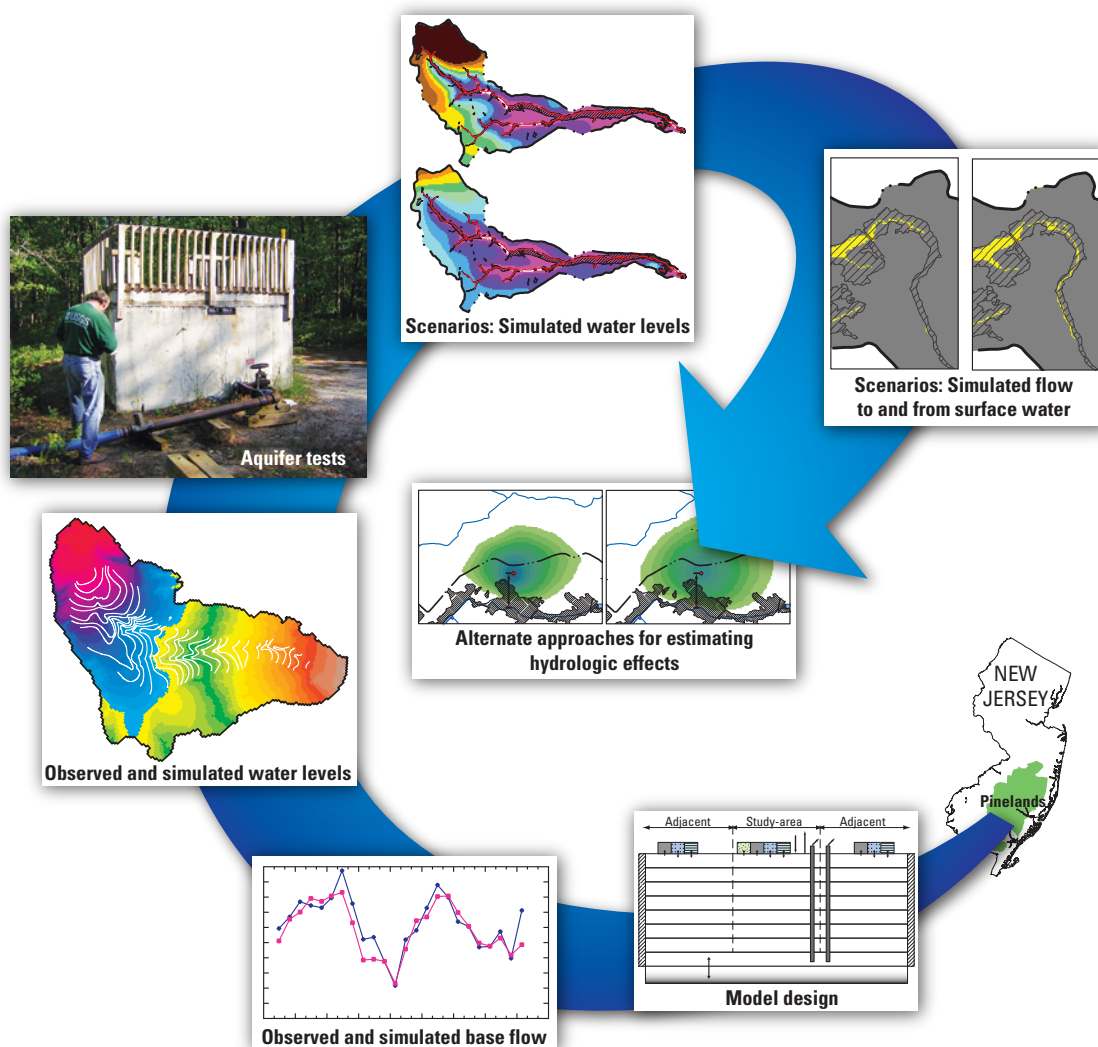 Scenarios: Simulated water levels
Scenarios: Simulated flow
to and from surface water
Aquifer tests
Alternate approaches for estimating
hydrologic effects
Observed and simulated water levels
NEW
JERSEY
Pinelands
Adjacent
Study-area
Adjacent
Model design
Observed and simulated base flow